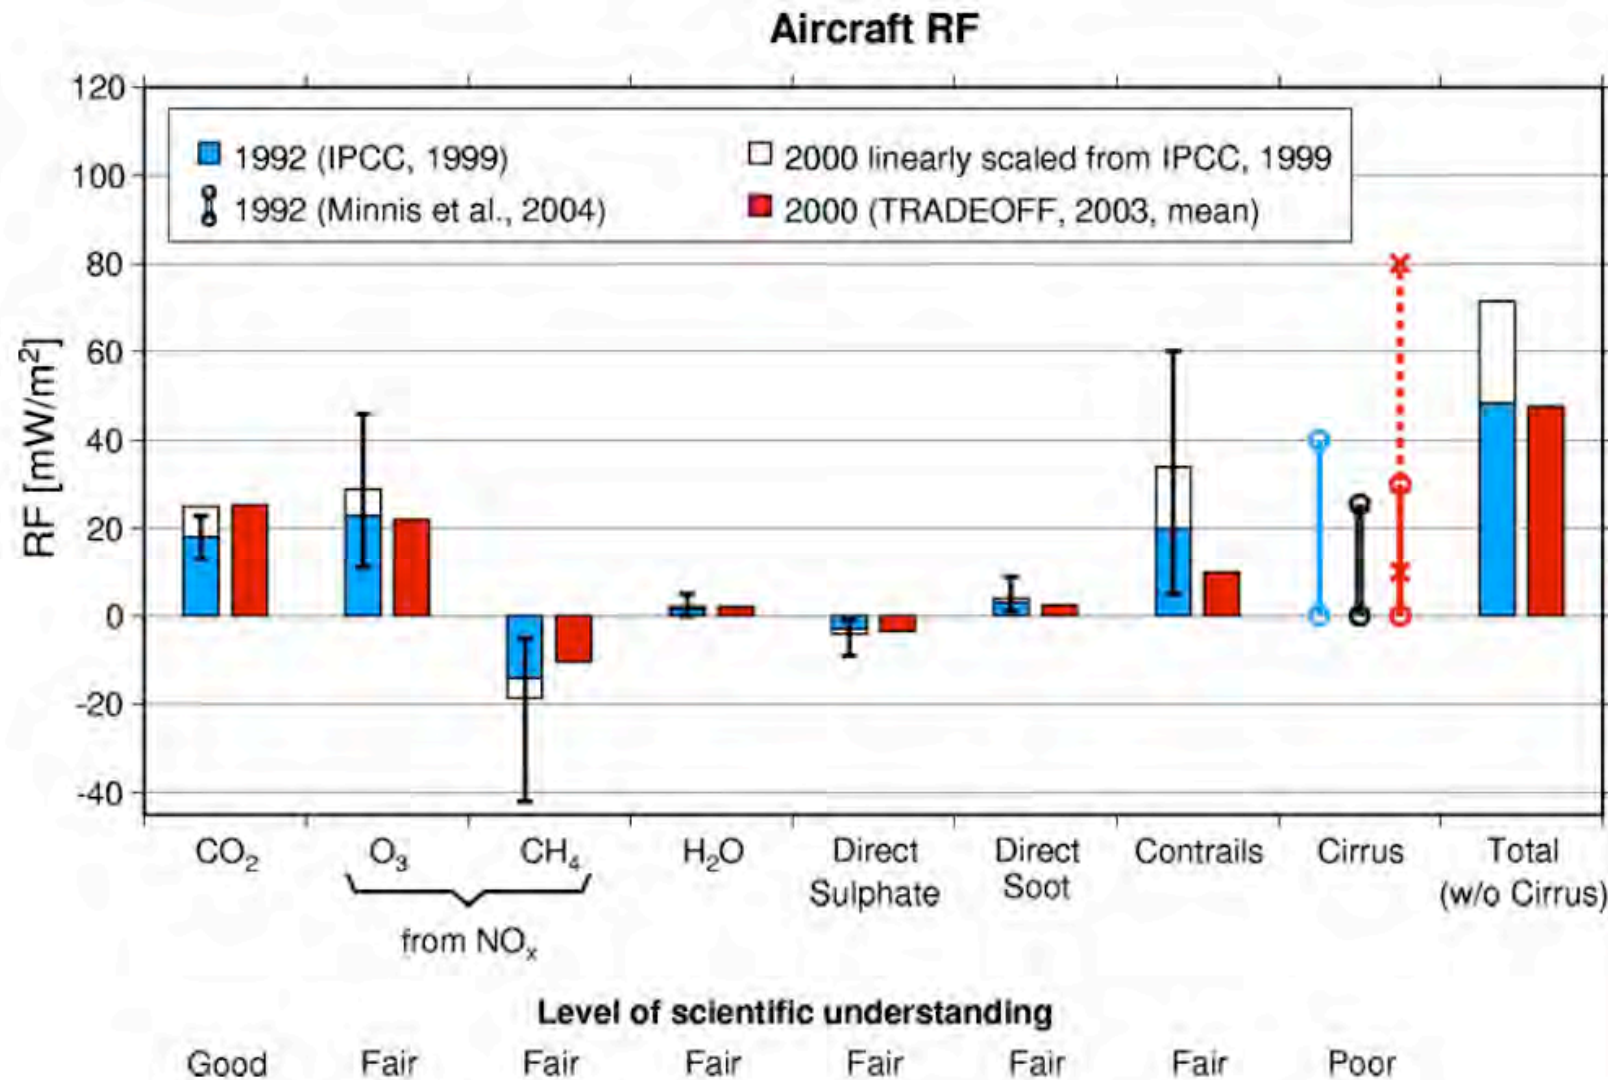 Aircraft RF
120
100
80
60
40
20
0
-20
-40
RF [mW/m²]
1992 (IPCC, 1999)
2000 linearly scaled from IPCC, 1999
1992 (Minnis et al., 2004)
2000 (TRADEOFF, 2003, mean)
CO₂ O₃ CH₄ H₂O Direct Direct Contrails Cirrus Total
Sulphate Soot (w/o Cirrus)
from NOₓ
Level of scientific understanding
Good Fair Fair Fair Fair Fair Fair Poor